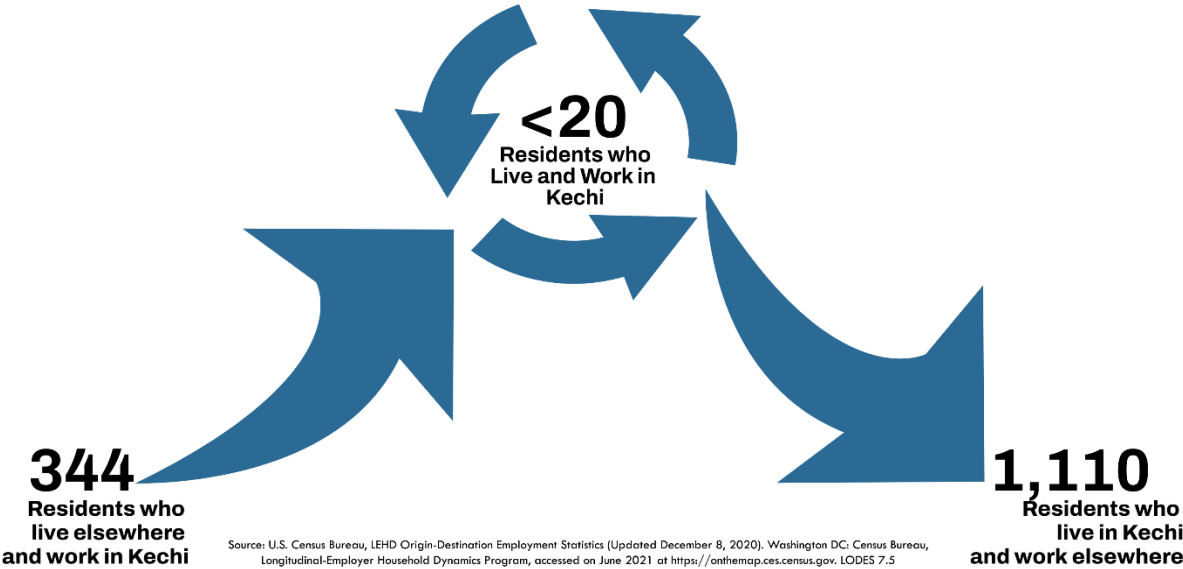 <20
Residents who
Live and Work in
Kechi
344
Residents who
live elsewhere
and work in Kechi
1,110
Residents who
live in Kechi
and work elsewhere
Source: U.S. Census Bureau, LEHD Origin-Destination Employment Statistics (Updated December 8, 2020). Washington DC: Census Bureau,
Longitudinal-Employer Household Dynamics Program, accessed on June 2021 at https://onthemap.ces.census.gov. LODES 7.5